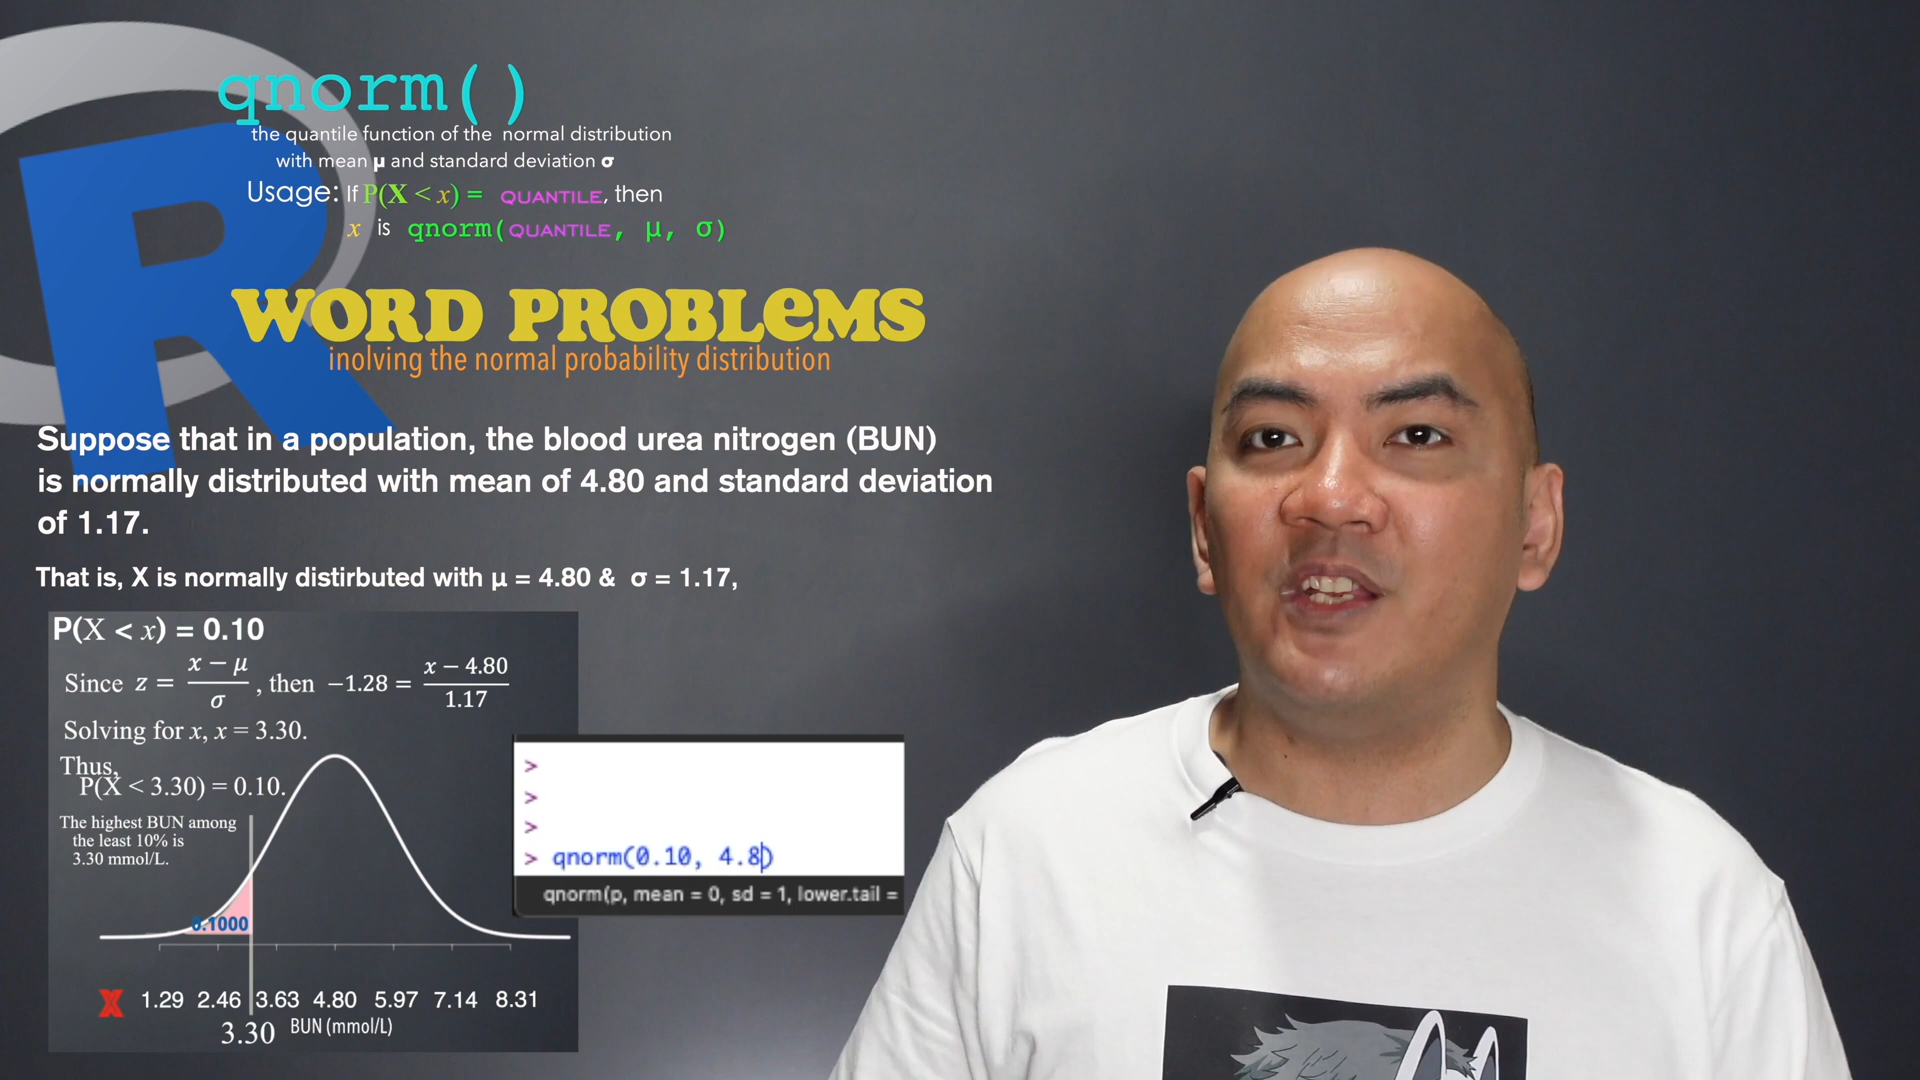 qnorm()
the quantile function of the normal distribution
with mean μ and standard deviation σ
Usage: If P(X < x) = QUANTILE, then
x is qnorm(QUANTILE, μ, σ)
R
WORD PROBLEMS
inolving the normal probability distribution
Suppose that in a population, the blood urea nitrogen (BUN)
is normally distributed with mean of 4.80 and standard deviation
of 1.17.
That is, X is normally distirbuted with μ = 4.80 & σ = 1.17,
P(X < x) = 0.10
Since z = (x − μ)/σ, then −1.28 = (x − 4.80)/1.17
Solving for x, x = 3.30.
Thus,
P(X < 3.30) = 0.10.
The highest BUN among
the least 10% is
3.30 mmol/L.
0.1000
X 1.29 2.46 3.63 4.80 5.97 7.14 8.31
3.30 BUN (mmol/L)
>
>
>
> qnorm(0.10, 4.8)
qnorm(p, mean = 0, sd = 1, lower.tail =